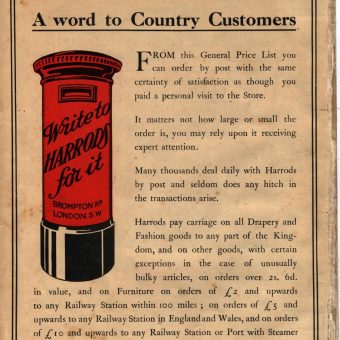 A word to Country Customers
Write to
HARRODS
for it
BROMPTON RD
LONDON.S.W
FROM this General Price List you
can order by post with the same
certainty of satisfaction as though you
paid a personal visit to the Store.
It matters not how large or small the
order is, you may rely upon it receiving
expert attention.
Many thousands deal daily with Harrods
by post and seldom does any hitch in
the transactions arise.
Harrods pay carriage on all Drapery and
Fashion goods to any part of the King-
dom, and on other goods, with certain
exceptions in the case of unusually
bulky articles, on orders over 2s. 6d.
in value, and on Furniture on orders of £2 and upwards
to any Railway Station within 100 miles ; on orders of £5 and
upwards to any Railway Station in England and Wales, and on orders
of £10 and upwards to any Railway Station or Port with Steamer